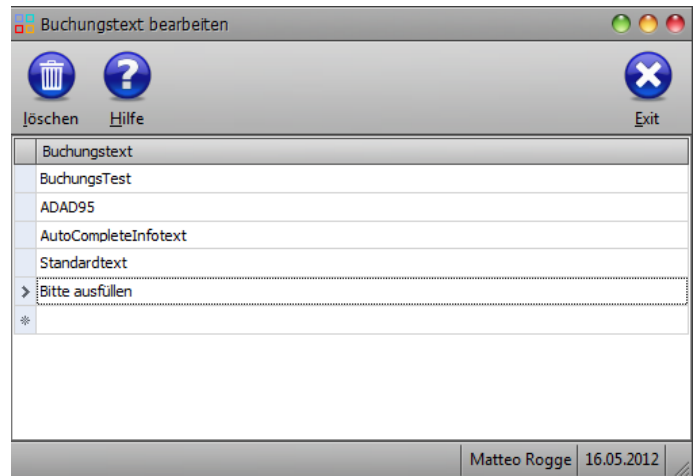 Buchungstext bearbeiten
löschen Hilfe Exit
Buchungstext
BuchungsTest
ADAD95
AutoCompleteInfotext
Standardtext
Bitte ausfüllen
Matteo Rogge 16.05.2012